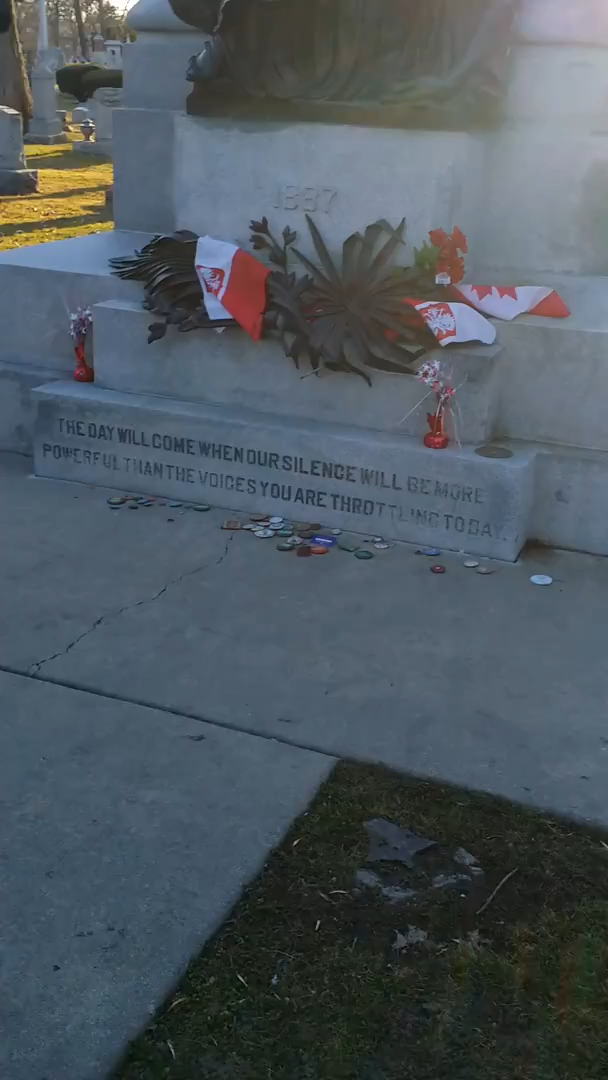 1887
THE DAY WILL COME WHEN OUR SILENCE WILL BE MORE
POWERFUL THAN THE VOICES YOU ARE THROTTLING TODAY.